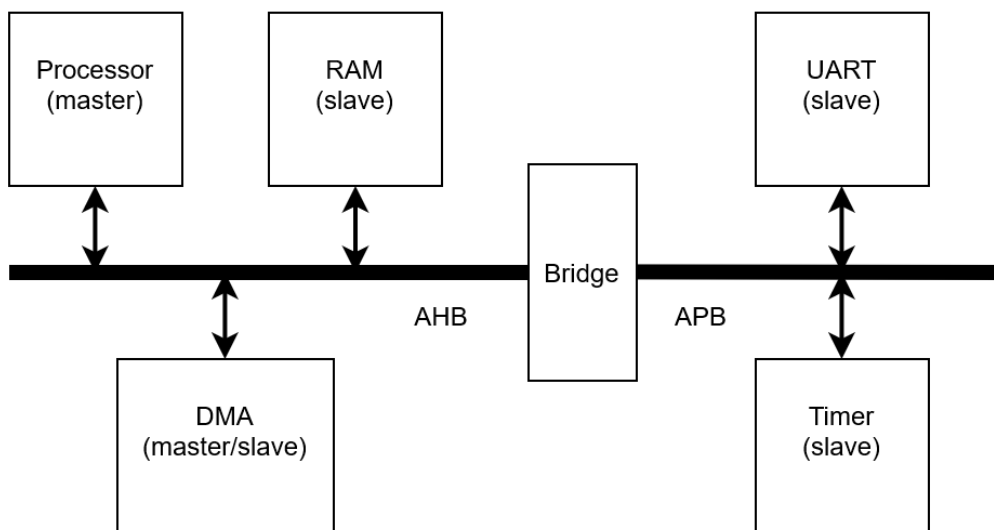 Processor
(master)
RAM
(slave)
UART
(slave)
Bridge
AHB
APB
DMA
(master/slave)
Timer
(slave)